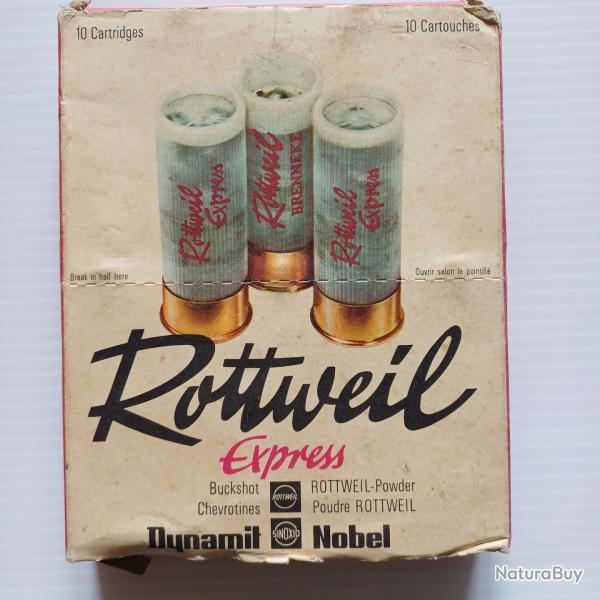 10 Cartridges 10 Cartouches
Rottweil Express
Rottweil BRENNEKE
Rottweil Express
Break in half here Ouvrir selon le pointillé
Rottweil
Express
Buckshot ROTTWEIL ROTTWEIL-Powder
Chevrotines Poudre ROTTWEIL
Dynamit SINOXID Nobel
NaturaBuy